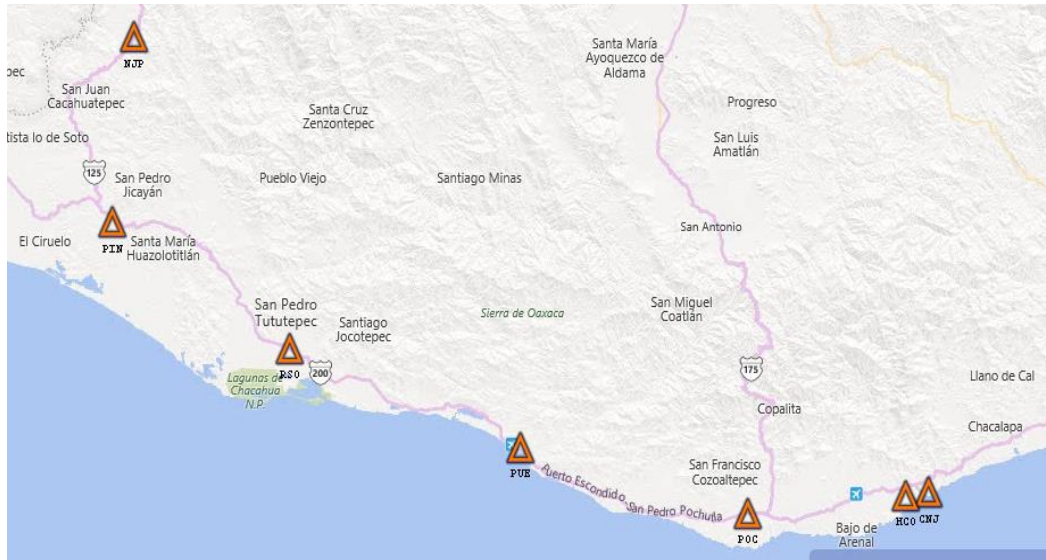 NJP
San Juan
Cacahuatepec
tista lo de Soto
125
San Pedro
Jicayán
El Ciruelo
PIN
Santa María
Huazolotitlán
Santa Cruz
Zenzontepec
Pueblo Viejo
Santiago Minas
Santa María
Ayoquezco de
Aldama
Progreso
San Luis
Amatlán
San Antonio
San Pedro
Tututepec
Santiago
Jocotepec
Sierra de Oaxaca
San Miguel
Coatlán
RSO
200
Lagunas de
Chacahua
N.P.
175
Llano de Cal
Copalita
Chacalapa
PUE
Puerto Escondido
San Pedro Pochutla
San Francisco
Cozoaltepec
POC
HCO
CNJ
Bajo de
Arenal